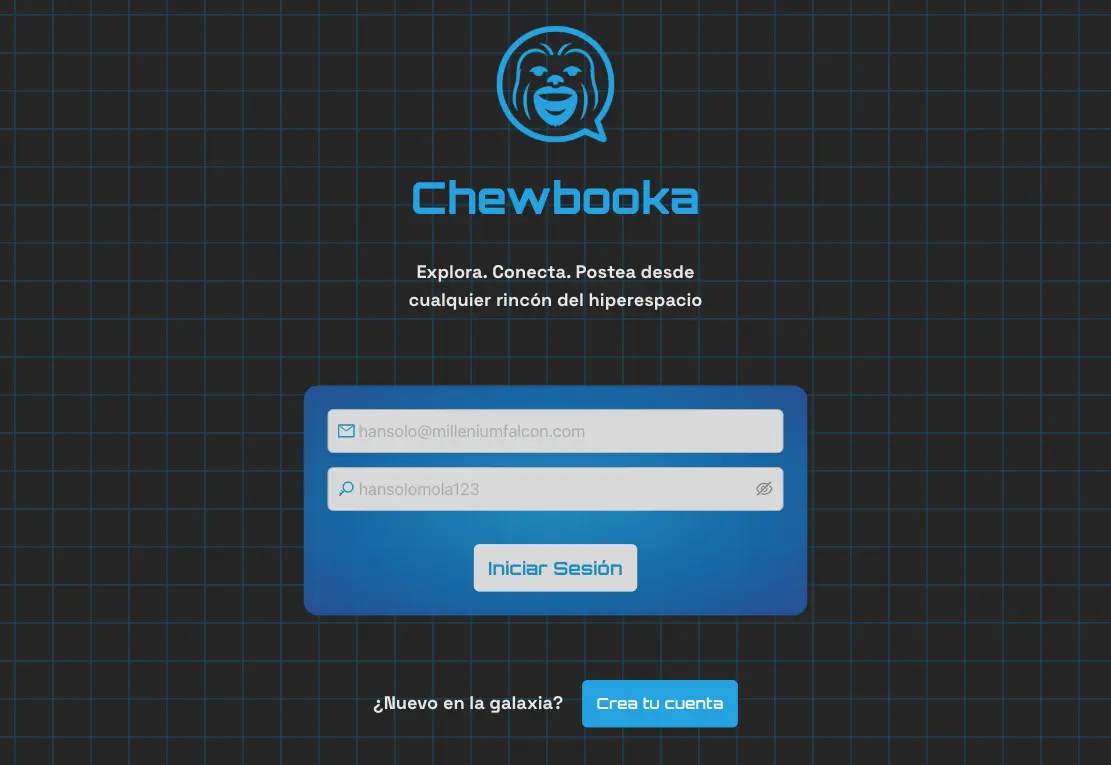 Chewbooka
Explora. Conecta. Postea desde
cualquier rincón del hiperespacio
hansolo@milleniumfalcon.com
hansolomola123
Iniciar Sesión
¿Nuevo en la galaxia?
Crea tu cuenta